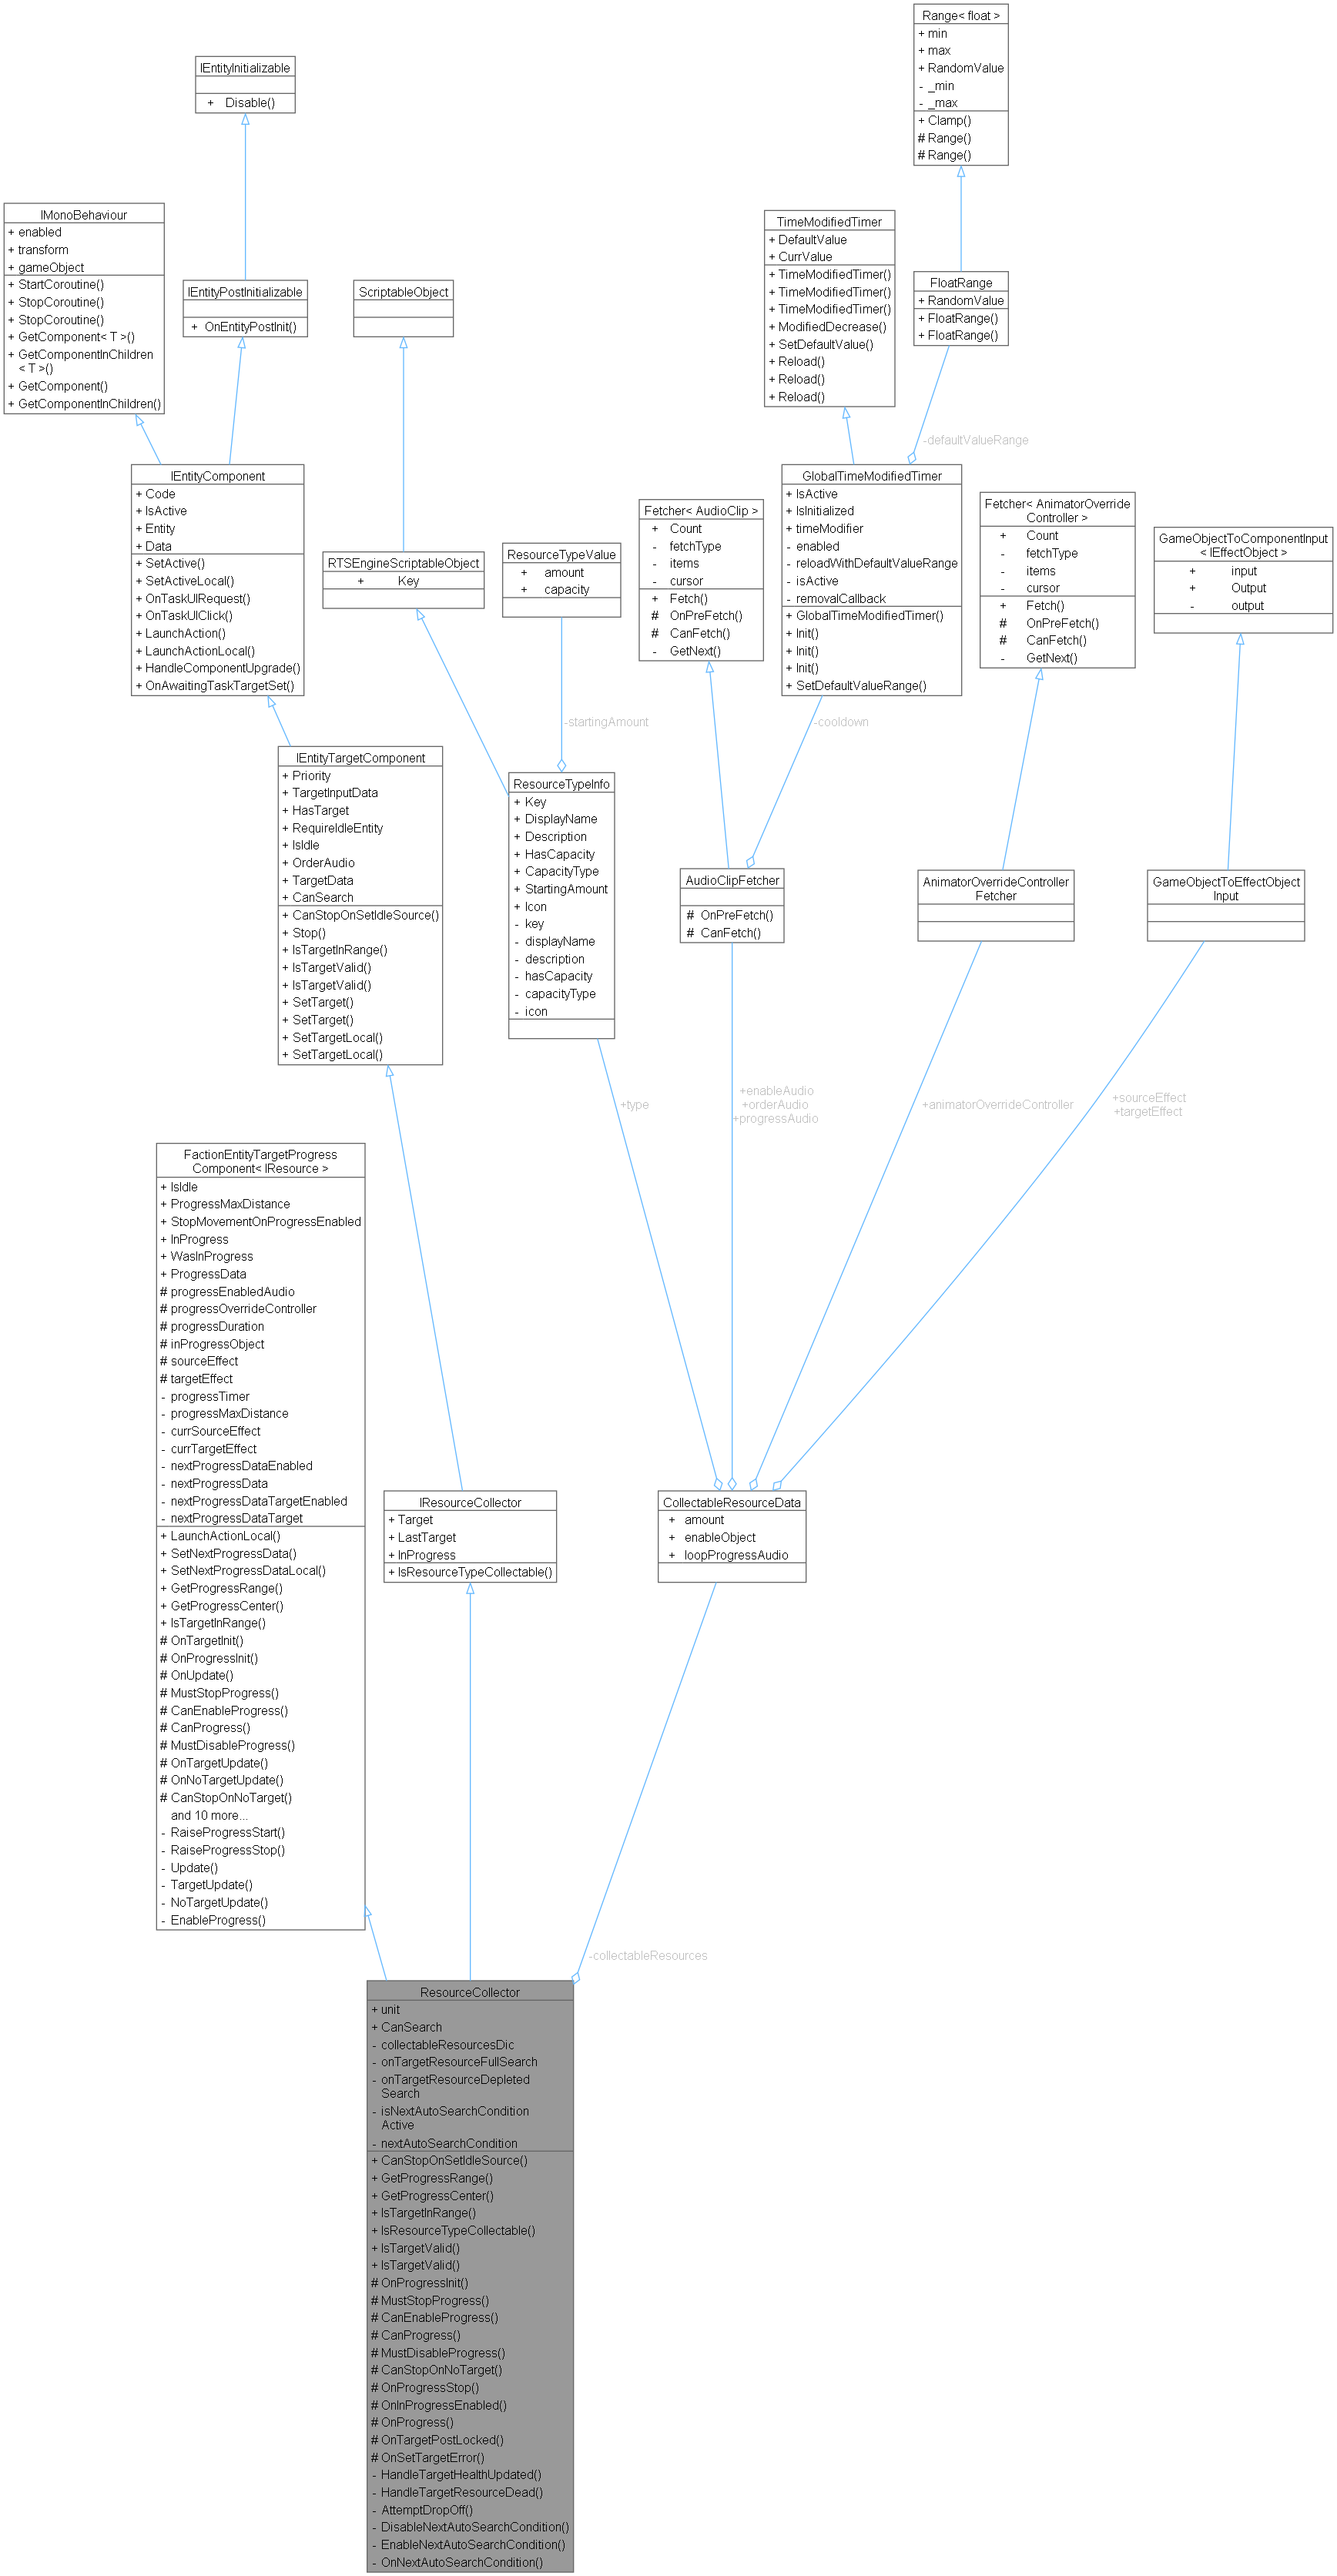 Range< float >
+ min
+ max
+ RandomValue
- _min
- _max
+ Clamp()
# Range()
# Range()
IEntityInitializable
+ Disable()
IMonoBehaviour
+ enabled
+ transform
+ gameObject
+ StartCoroutine()
+ StopCoroutine()
+ StopCoroutine()
+ GetComponent< T >()
+ GetComponentInChildren
< T >()
+ GetComponent()
+ GetComponentInChildren()
IEntityPostInitializable
+ OnEntityPostInit()
ScriptableObject
TimeModifiedTimer
+ DefaultValue
+ CurrValue
+ TimeModifiedTimer()
+ TimeModifiedTimer()
+ TimeModifiedTimer()
+ ModifiedDecrease()
+ SetDefaultValue()
+ Reload()
+ Reload()
+ Reload()
FloatRange
+ RandomValue
+ FloatRange()
+ FloatRange()
-defaultValueRange
IEntityComponent
+ Code
+ IsActive
+ Entity
+ Data
+ SetActive()
+ SetActiveLocal()
+ OnTaskUIRequest()
+ OnTaskUIClick()
+ LaunchAction()
+ LaunchActionLocal()
+ HandleComponentUpgrade()
+ OnAwaitingTaskTargetSet()
RTSEngineScriptableObject
+ Key
ResourceTypeValue
+ amount
+ capacity
Fetcher< AudioClip >
+ Count
- fetchType
- items
- cursor
+ Fetch()
# OnPreFetch()
# CanFetch()
- GetNext()
GlobalTimeModifiedTimer
+ IsActive
+ IsInitialized
+ timeModifier
- enabled
- reloadWithDefaultValueRange
- isActive
- removalCallback
+ GlobalTimeModifiedTimer()
+ Init()
+ Init()
+ Init()
+ SetDefaultValueRange()
Fetcher< AnimatorOverride
Controller >
+ Count
- fetchType
- items
- cursor
+ Fetch()
# OnPreFetch()
# CanFetch()
- GetNext()
GameObjectToComponentInput
< IEffectObject >
+ input
+ Output
- output
-startingAmount
-cooldown
IEntityTargetComponent
+ Priority
+ TargetInputData
+ HasTarget
+ RequireIdleEntity
+ IsIdle
+ OrderAudio
+ TargetData
+ CanSearch
+ CanStopOnSetIdleSource()
+ Stop()
+ IsTargetInRange()
+ IsTargetValid()
+ IsTargetValid()
+ SetTarget()
+ SetTarget()
+ SetTargetLocal()
+ SetTargetLocal()
ResourceTypeInfo
+ Key
+ DisplayName
+ Description
+ HasCapacity
+ CapacityType
+ StartingAmount
+ Icon
- key
- displayName
- description
- hasCapacity
- capacityType
- icon
AudioClipFetcher
# OnPreFetch()
# CanFetch()
AnimatorOverrideController
Fetcher
GameObjectToEffectObject
Input
+type
+enableAudio
+orderAudio
+progressAudio
+animatorOverrideController
+sourceEffect
+targetEffect
FactionEntityTargetProgress
Component< IResource >
+ IsIdle
+ ProgressMaxDistance
+ StopMovementOnProgressEnabled
+ InProgress
+ WasInProgress
+ ProgressData
# progressEnabledAudio
# progressOverrideController
# progressDuration
# inProgressObject
# sourceEffect
# targetEffect
- progressTimer
- progressMaxDistance
- currSourceEffect
- currTargetEffect
- nextProgressDataEnabled
- nextProgressData
- nextProgressDataTargetEnabled
- nextProgressDataTarget
+ LaunchActionLocal()
+ SetNextProgressData()
+ SetNextProgressDataLocal()
+ GetProgressRange()
+ GetProgressCenter()
+ IsTargetInRange()
# OnTargetInit()
# OnProgressInit()
# OnUpdate()
# MustStopProgress()
# CanEnableProgress()
# CanProgress()
# MustDisableProgress()
# OnTargetUpdate()
# OnNoTargetUpdate()
# CanStopOnNoTarget()
and 10 more...
- RaiseProgressStart()
- RaiseProgressStop()
- Update()
- TargetUpdate()
- NoTargetUpdate()
- EnableProgress()
IResourceCollector
+ Target
+ LastTarget
+ InProgress
+ IsResourceTypeCollectable()
CollectableResourceData
+ amount
+ enableObject
+ loopProgressAudio
-collectableResources
ResourceCollector
+ unit
+ CanSearch
- collectableResourcesDic
- onTargetResourceFullSearch
- onTargetResourceDepleted
Search
- isNextAutoSearchCondition
Active
- nextAutoSearchCondition
+ CanStopOnSetIdleSource()
+ GetProgressRange()
+ GetProgressCenter()
+ IsTargetInRange()
+ IsResourceTypeCollectable()
+ IsTargetValid()
+ IsTargetValid()
# OnProgressInit()
# MustStopProgress()
# CanEnableProgress()
# CanProgress()
# MustDisableProgress()
# CanStopOnNoTarget()
# OnProgressStop()
# OnInProgressEnabled()
# OnProgress()
# OnTargetPostLocked()
# OnSetTargetError()
- HandleTargetHealthUpdated()
- HandleTargetResourceDead()
- AttemptDropOff()
- DisableNextAutoSearchCondition()
- EnableNextAutoSearchCondition()
- OnNextAutoSearchCondition()